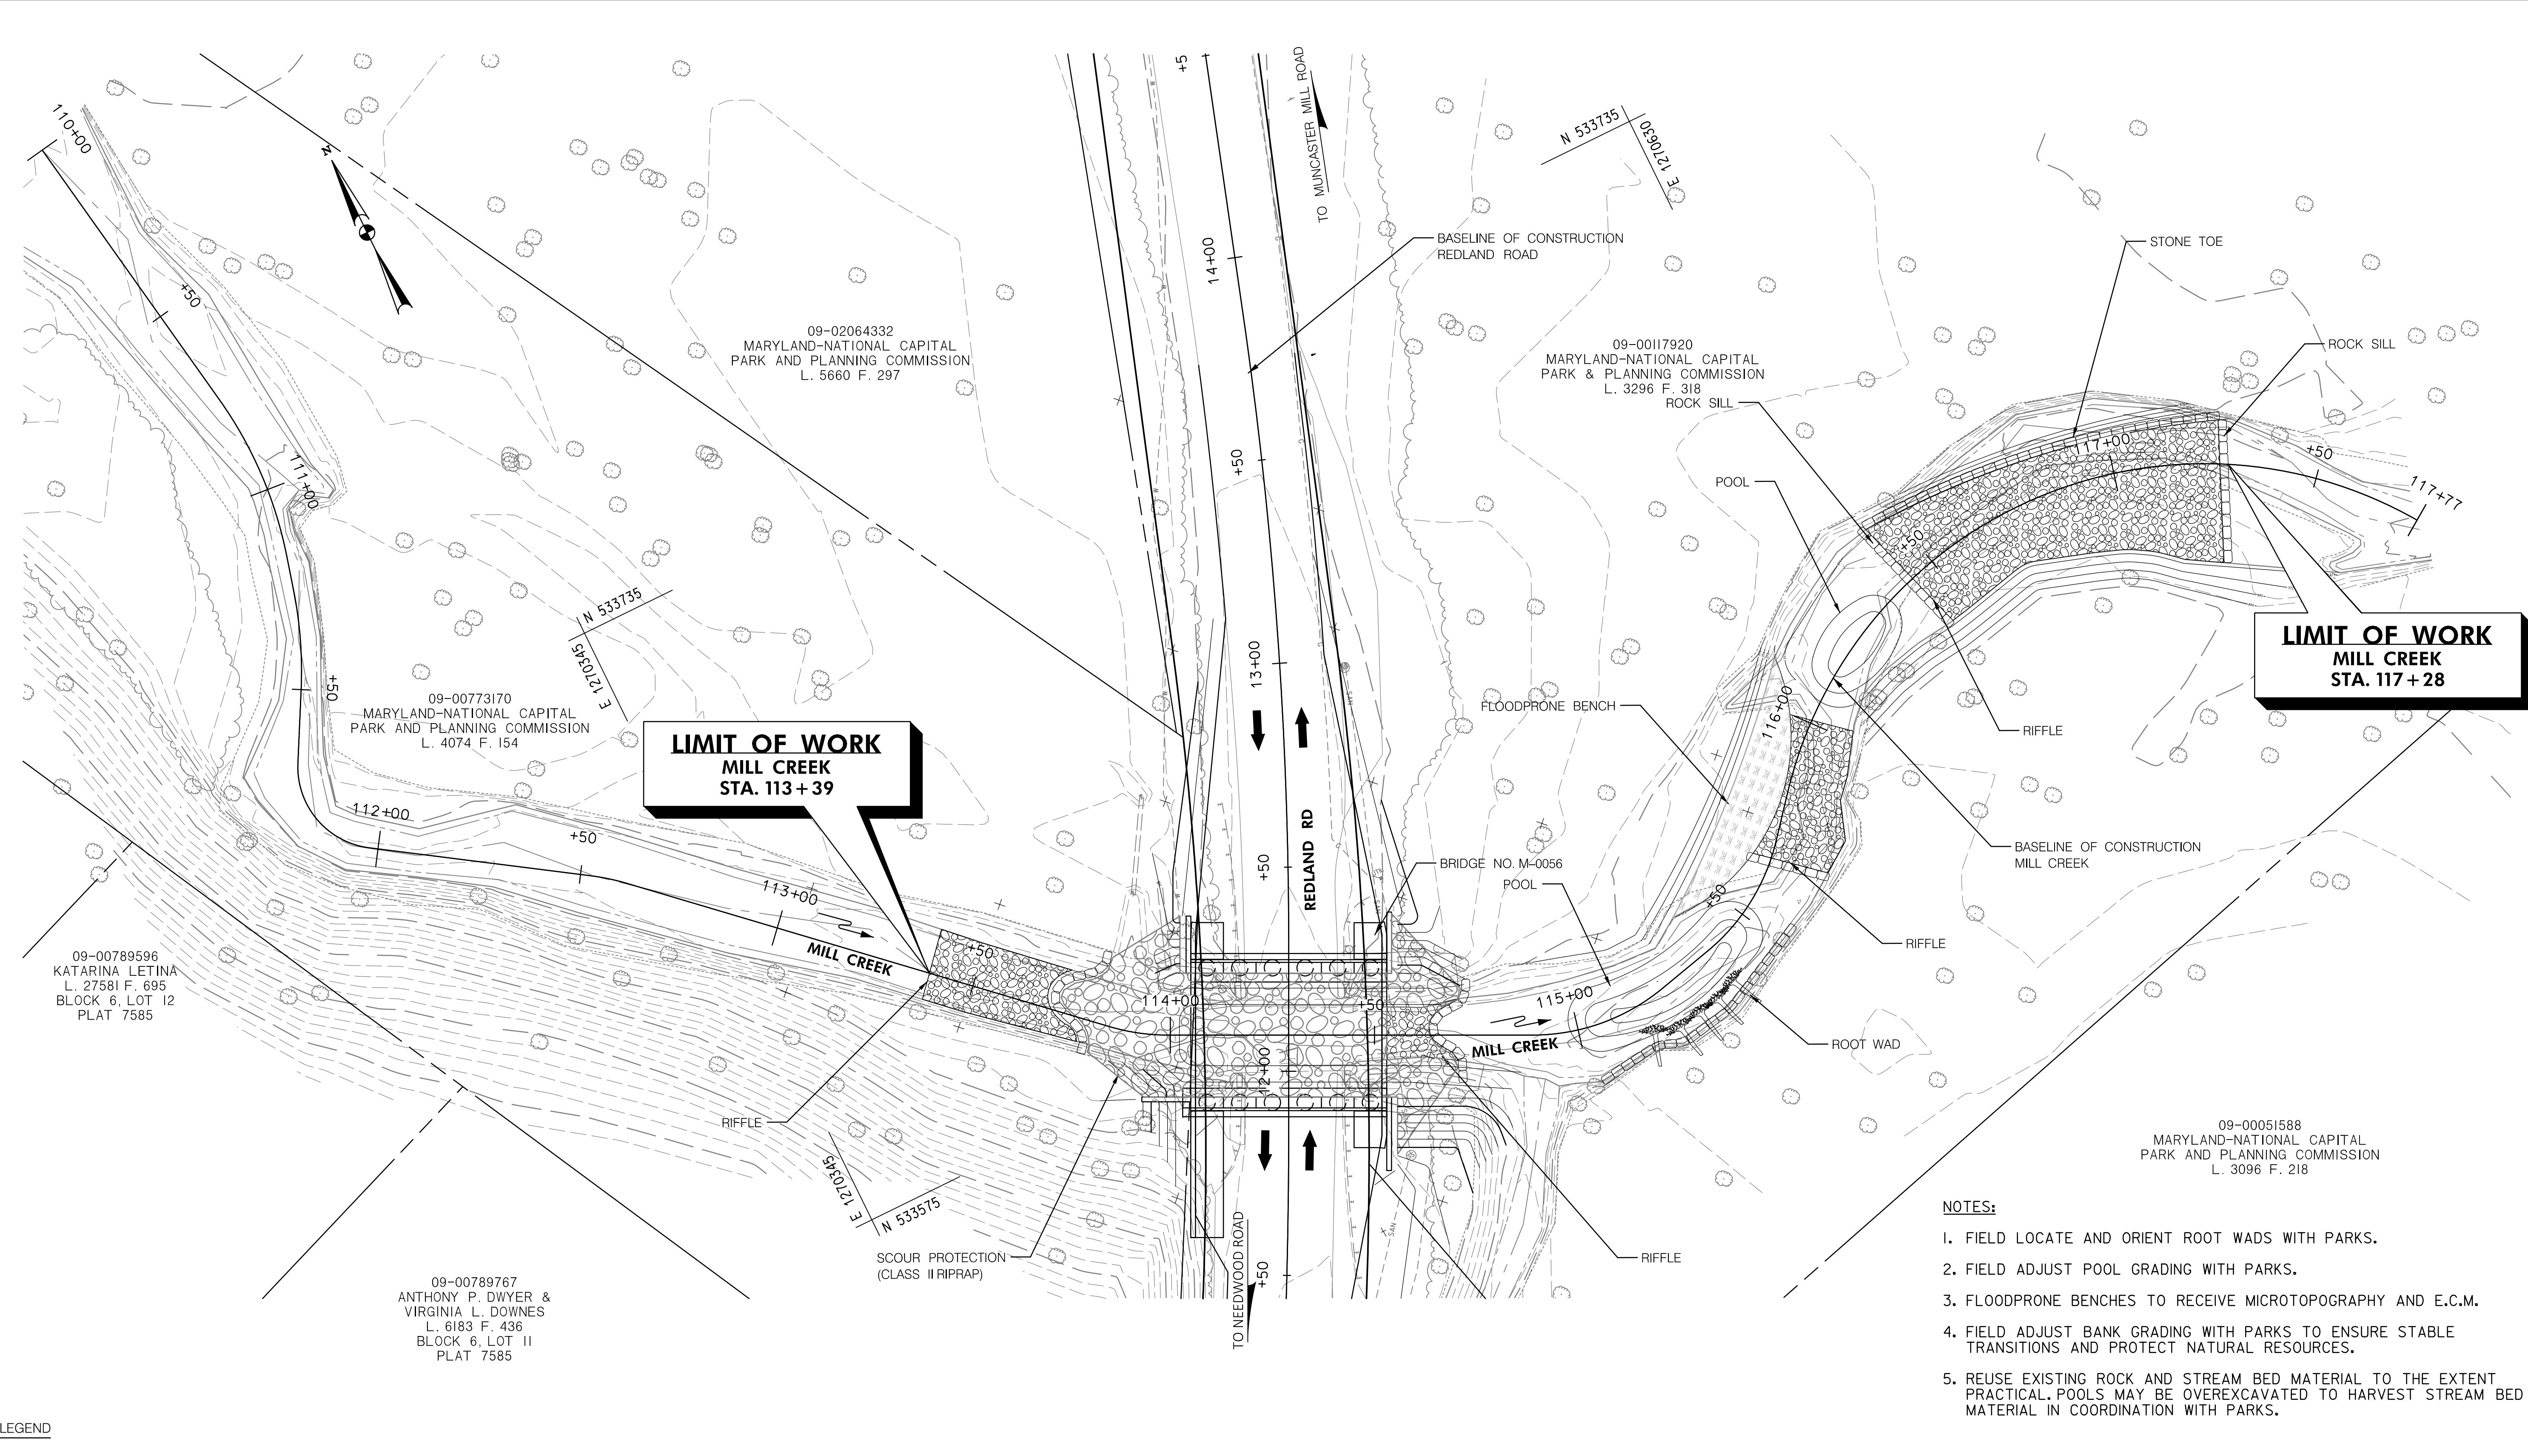 110+00
+50
111+00
+50
112+00
+50
113+00
+50
114+00
+50
115+00
+50
116+00
+50
117+00
+50
117+77
N
+5
14+00
+50
13+00
+50
12+00
+50
TO MUNCASTER MILL ROAD
BASELINE OF CONSTRUCTION
REDLAND ROAD
N 533735
E 1270630
STONE TOE
ROCK SILL
09-02064332
MARYLAND-NATIONAL CAPITAL
PARK AND PLANNING COMMISSION
L. 5660 F. 297
09-00117920
MARYLAND-NATIONAL CAPITAL
PARK & PLANNING COMMISSION
L. 3296 F. 318
ROCK SILL
POOL
N 533735
E 1270345
09-00773170
MARYLAND-NATIONAL CAPITAL
PARK AND PLANNING COMMISSION
L. 4074 F. 154
LIMIT OF WORK
MILL CREEK
STA. 113+39
LIMIT OF WORK
MILL CREEK
STA. 117+28
FLOODPRONE BENCH
RIFFLE
REDLAND RD
BRIDGE NO. M-0056
POOL
BASELINE OF CONSTRUCTION
MILL CREEK
RIFFLE
MILL CREEK
MILL CREEK
ROOT WAD
09-00789596
KATARINA LETINA
L. 27581 F. 695
BLOCK 6, LOT 12
PLAT 7585
RIFFLE
E 1270345
N 533575
SCOUR PROTECTION
(CLASS II RIPRAP)
TO NEEDWOOD ROAD
RIFFLE
SAN
SAN
09-00789767
ANTHONY P. DWYER &
VIRGINIA L. DOWNES
L. 6183 F. 436
BLOCK 6, LOT 11
PLAT 7585
09-00051588
MARYLAND-NATIONAL CAPITAL
PARK AND PLANNING COMMISSION
L. 3096 F. 218
NOTES:
1. FIELD LOCATE AND ORIENT ROOT WADS WITH PARKS.
2. FIELD ADJUST POOL GRADING WITH PARKS.
3. FLOODPRONE BENCHES TO RECEIVE MICROTOPOGRAPHY AND E.C.M.
4. FIELD ADJUST BANK GRADING WITH PARKS TO ENSURE STABLE
TRANSITIONS AND PROTECT NATURAL RESOURCES.
5. REUSE EXISTING ROCK AND STREAM BED MATERIAL TO THE EXTENT
PRACTICAL. POOLS MAY BE OVEREXCAVATED TO HARVEST STREAM BED
MATERIAL IN COORDINATION WITH PARKS.
LEGEND